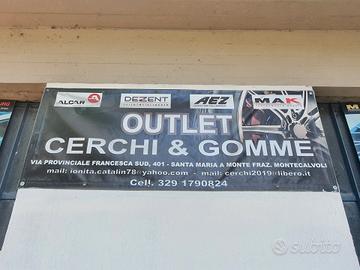 ALCAR DEZENT AEZ MAK
OUTLET
CERCHI & GOMME
VIA PROVINCIALE FRANCESCA SUD, 401 - SANTA MARIA A MONTE FRAZ. MONTECALVOLI
mail: ionita.catalin78@yahoo.com - mail: cerchi2019@libero.it
Cell. 329 1790824
subito